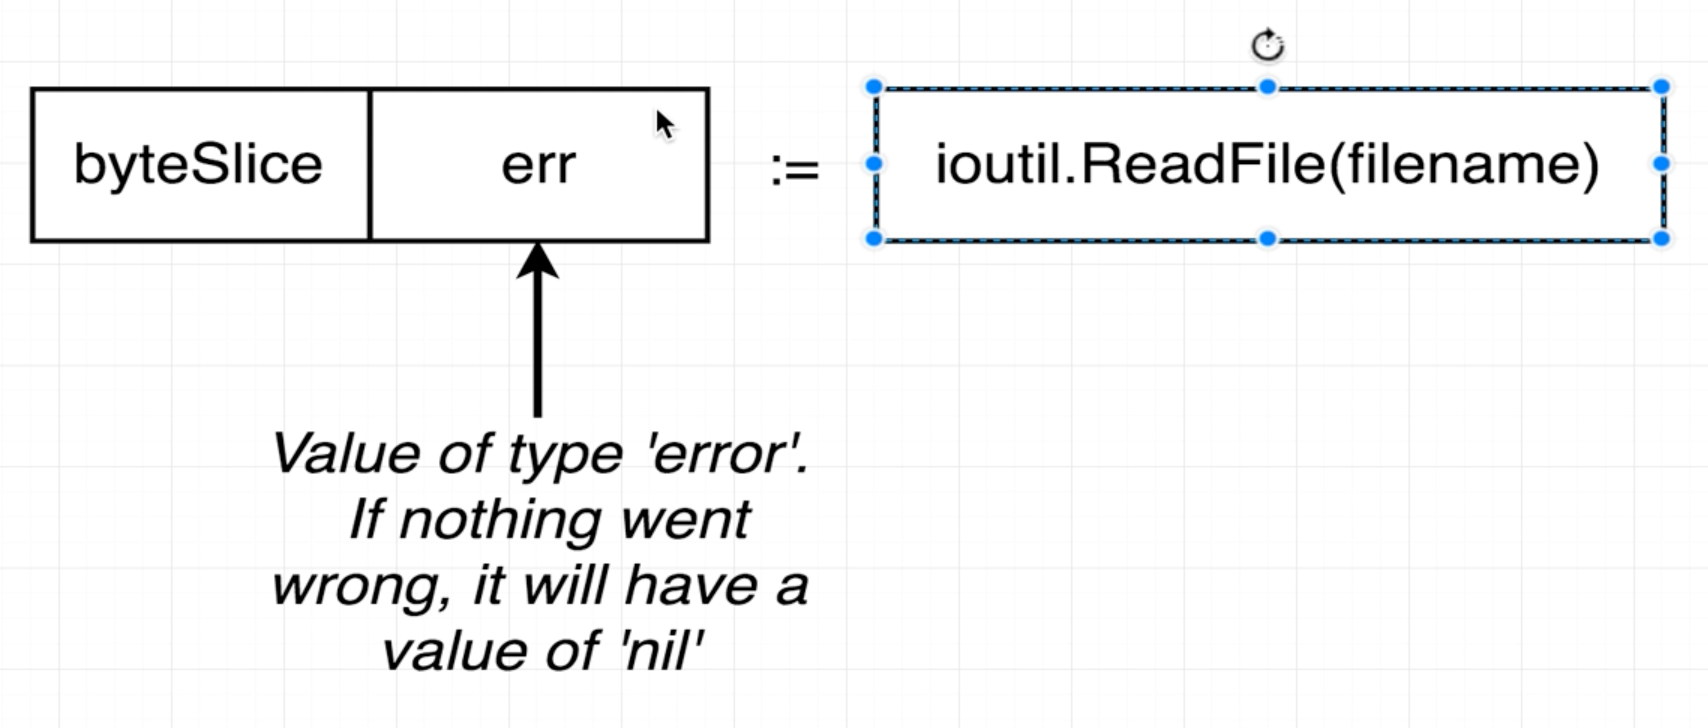 byteSlice err := ioutil.ReadFile(filename)
Value of type 'error'.
If nothing went
wrong, it will have a
value of 'nil'